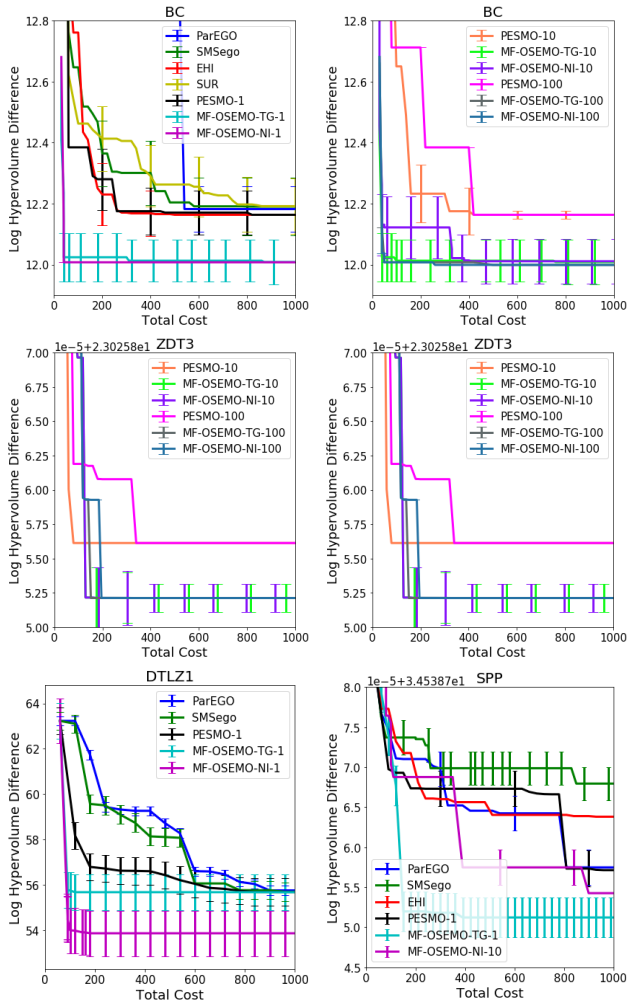 BC
12.8
12.6
12.4
12.2
12.0
Log Hypervolume Difference
ParEGO
SMSego
EHI
SUR
PESMO-1
MF-OSEMO-TG-1
MF-OSEMO-NI-1
0 200 400 600 800 1000
Total Cost
BC
12.8
12.6
12.4
12.2
12.0
Log Hypervolume Difference
PESMO-10
MF-OSEMO-TG-10
MF-OSEMO-NI-10
PESMO-100
MF-OSEMO-TG-100
MF-OSEMO-NI-100
0 200 400 600 800 1000
Total Cost
ZDT3
1e-5+2.30258e1
7.00
6.75
6.50
6.25
6.00
5.75
5.50
5.25
5.00
Log Hypervolume Difference
PESMO-10
MF-OSEMO-TG-10
MF-OSEMO-NI-10
PESMO-100
MF-OSEMO-TG-100
MF-OSEMO-NI-100
0 200 400 600 800 1000
Total Cost
ZDT3
1e-5+2.30258e1
7.00
6.75
6.50
6.25
6.00
5.75
5.50
5.25
5.00
Log Hypervolume Difference
PESMO-10
MF-OSEMO-TG-10
MF-OSEMO-NI-10
PESMO-100
MF-OSEMO-TG-100
MF-OSEMO-NI-100
0 200 400 600 800 1000
Total Cost
DTLZ1
64
62
60
58
56
54
Log Hypervolume Difference
ParEGO
SMSego
PESMO-1
MF-OSEMO-TG-1
MF-OSEMO-NI-1
0 200 400 600 800 1000
Total Cost
SPP
1e-5+3.45387e1
8.0
7.5
7.0
6.5
6.0
5.5
5.0
4.5
Log Hypervolume Difference
ParEGO
SMSego
EHI
PESMO-1
MF-OSEMO-TG-1
MF-OSEMO-NI-10
0 200 400 600 800 1000
Total Cost